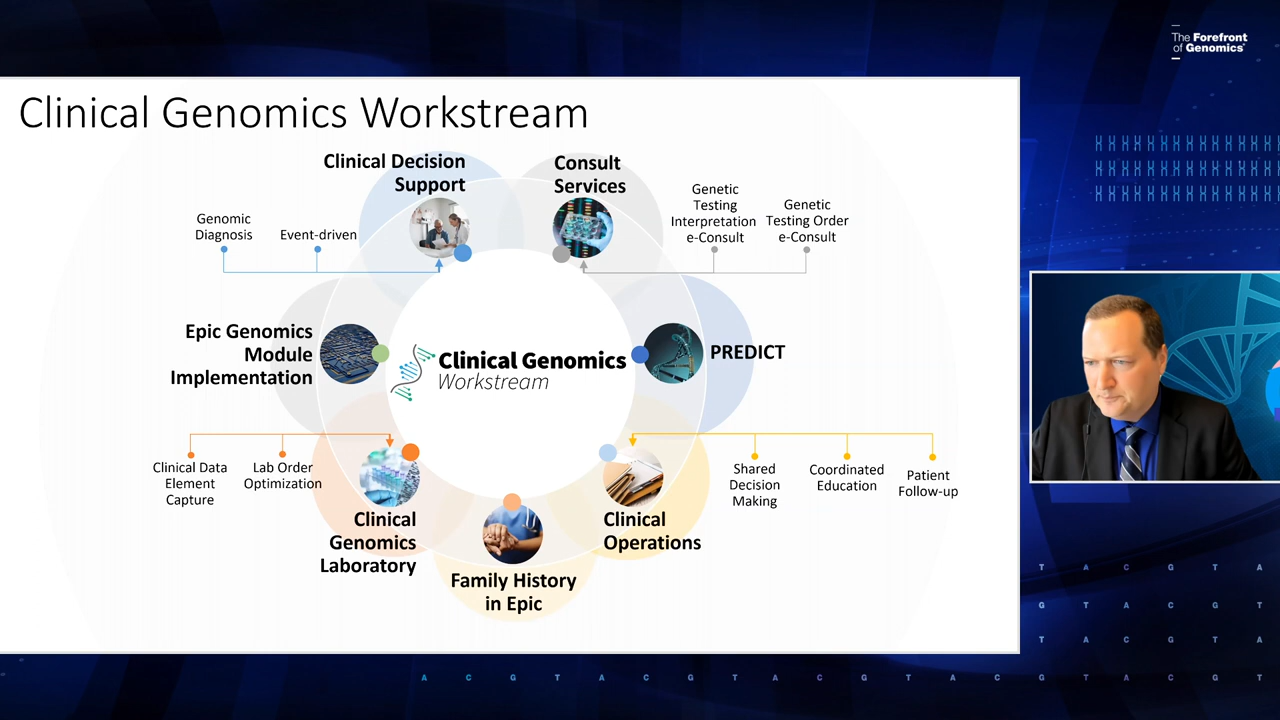 The Forefront
of Genomics®
Clinical Genomics Workstream
Clinical Decision
Support
Consult
Services
Genomic
Diagnosis
Event-driven
Genetic
Testing
Interpretation
e-Consult
Genetic
Testing Order
e-Consult
Epic Genomics
Module
Implementation
Clinical Genomics
Workstream
PREDICT
Clinical Data
Element
Capture
Lab Order
Optimization
Shared
Decision
Making
Coordinated
Education
Patient
Follow-up
Clinical
Genomics
Laboratory
Clinical
Operations
Family History
in Epic
T A C G T A
G T A C G T
T A C G T A
A C G T A C G T A C G T A C G T A C G T